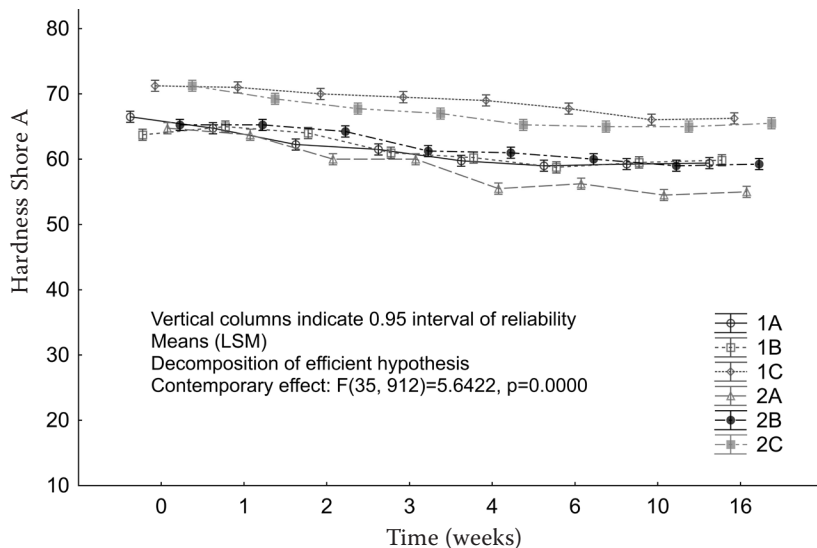 Hardness Shore A
80
70
60
50
40
30
20
10
Vertical columns indicate 0.95 interval of reliability
Means (LSM)
Decomposition of efficient hypothesis
Contemporary effect: F(35, 912)=5.6422, p=0.0000
1A
1B
1C
2A
2B
2C
0 1 2 3 4 6 10 16
Time (weeks)